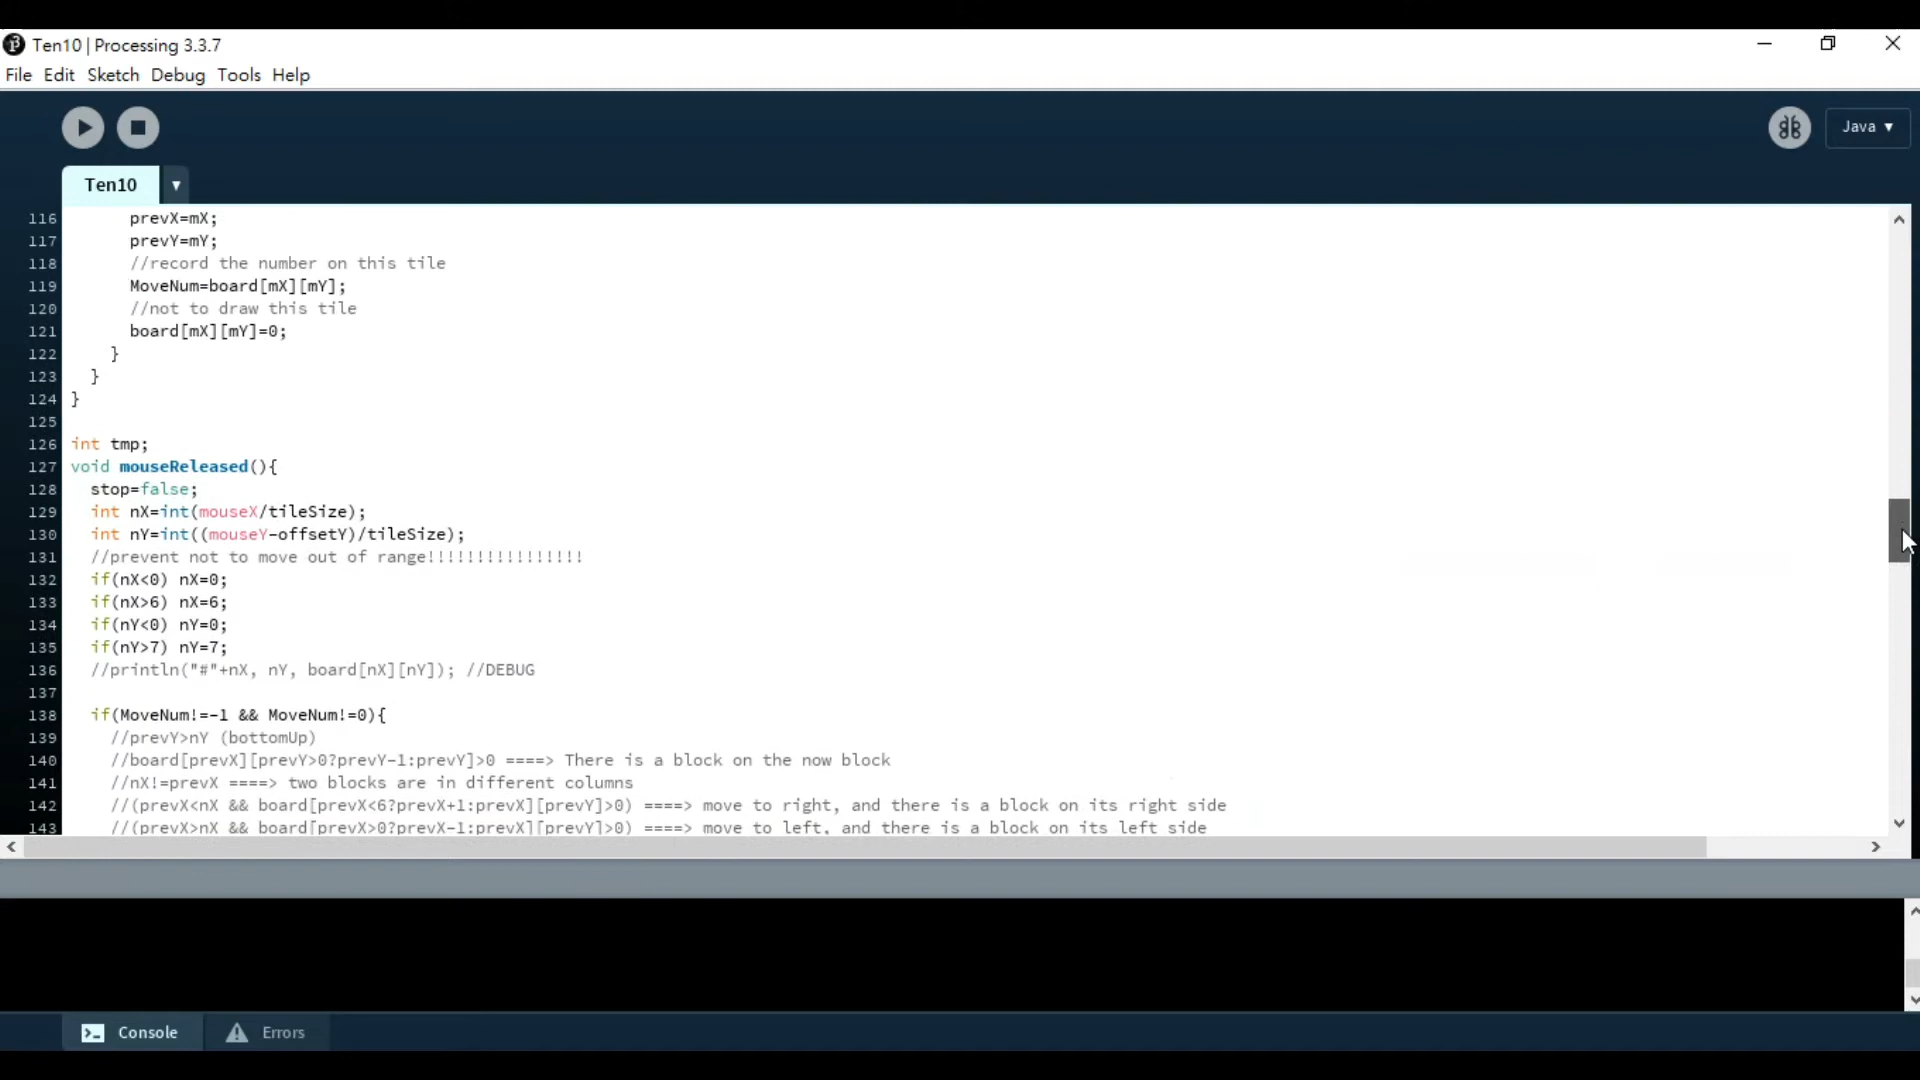 Ten10 | Processing 3.3.7
File Edit Sketch Debug Tools Help
Java ▼
Ten10 ▼
116 prevX=mX;
117 prevY=mY;
118 //record the number on this tile
119 MoveNum=board[mX][mY];
120 //not to draw this tile
121 board[mX][mY]=0;
122 }
123 }
124 }
125
126 int tmp;
127 void mouseReleased(){
128 stop=false;
129 int nX=int(mouseX/tileSize);
130 int nY=int((mouseY-offsetY)/tileSize);
131 //prevent not to move out of range!!!!!!!!!!!!!!!!
132 if(nX<0) nX=0;
133 if(nX>6) nX=6;
134 if(nY<0) nY=0;
135 if(nY>7) nY=7;
136 //println("#"+nX, nY, board[nX][nY]); //DEBUG
137
138 if(MoveNum!=-1 && MoveNum!=0){
139 //prevY>nY (bottomUp)
140 //board[prevX][prevY>0?prevY-1:prevY]>0 ====> There is a block on the now block
141 //nX!=prevX ====> two blocks are in different columns
142 //(prevX<nX && board[prevX<6?prevX+1:prevX][prevY]>0) ====> move to right, and there is a block on its right side
143 //(prevX>nX && board[prevX>0?prevX-1:prevX][prevY]>0) ====> move to left, and there is a block on its left side
Console Errors